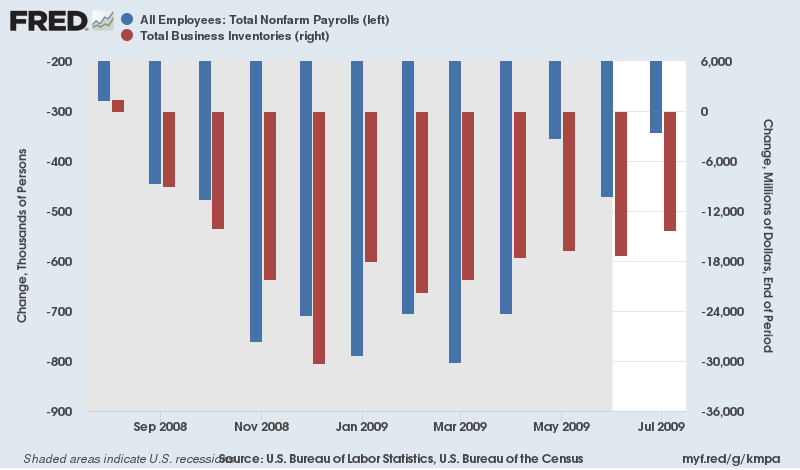 FRED
All Employees: Total Nonfarm Payrolls (left)
Total Business Inventories (right)
-200 6,000
-300 0
-400 -6,000
-500 -12,000
-600 -18,000
-700 -24,000
-800 -30,000
-900 -36,000
Change, Thousands of Persons
Change, Millions of Dollars, End of Period
Sep 2008 Nov 2008 Jan 2009 Mar 2009 May 2009 Jul 2009
Shaded areas indicate U.S. recessions Source: U.S. Bureau of Labor Statistics, U.S. Bureau of the Census myf.red/g/kmpa